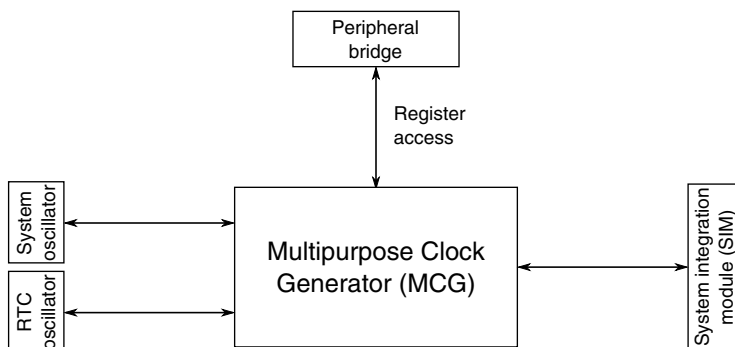 Peripheral
bridge
Register
access
System
oscillator
RTC
oscillator
Multipurpose Clock
Generator (MCG)
System integration
module (SIM)